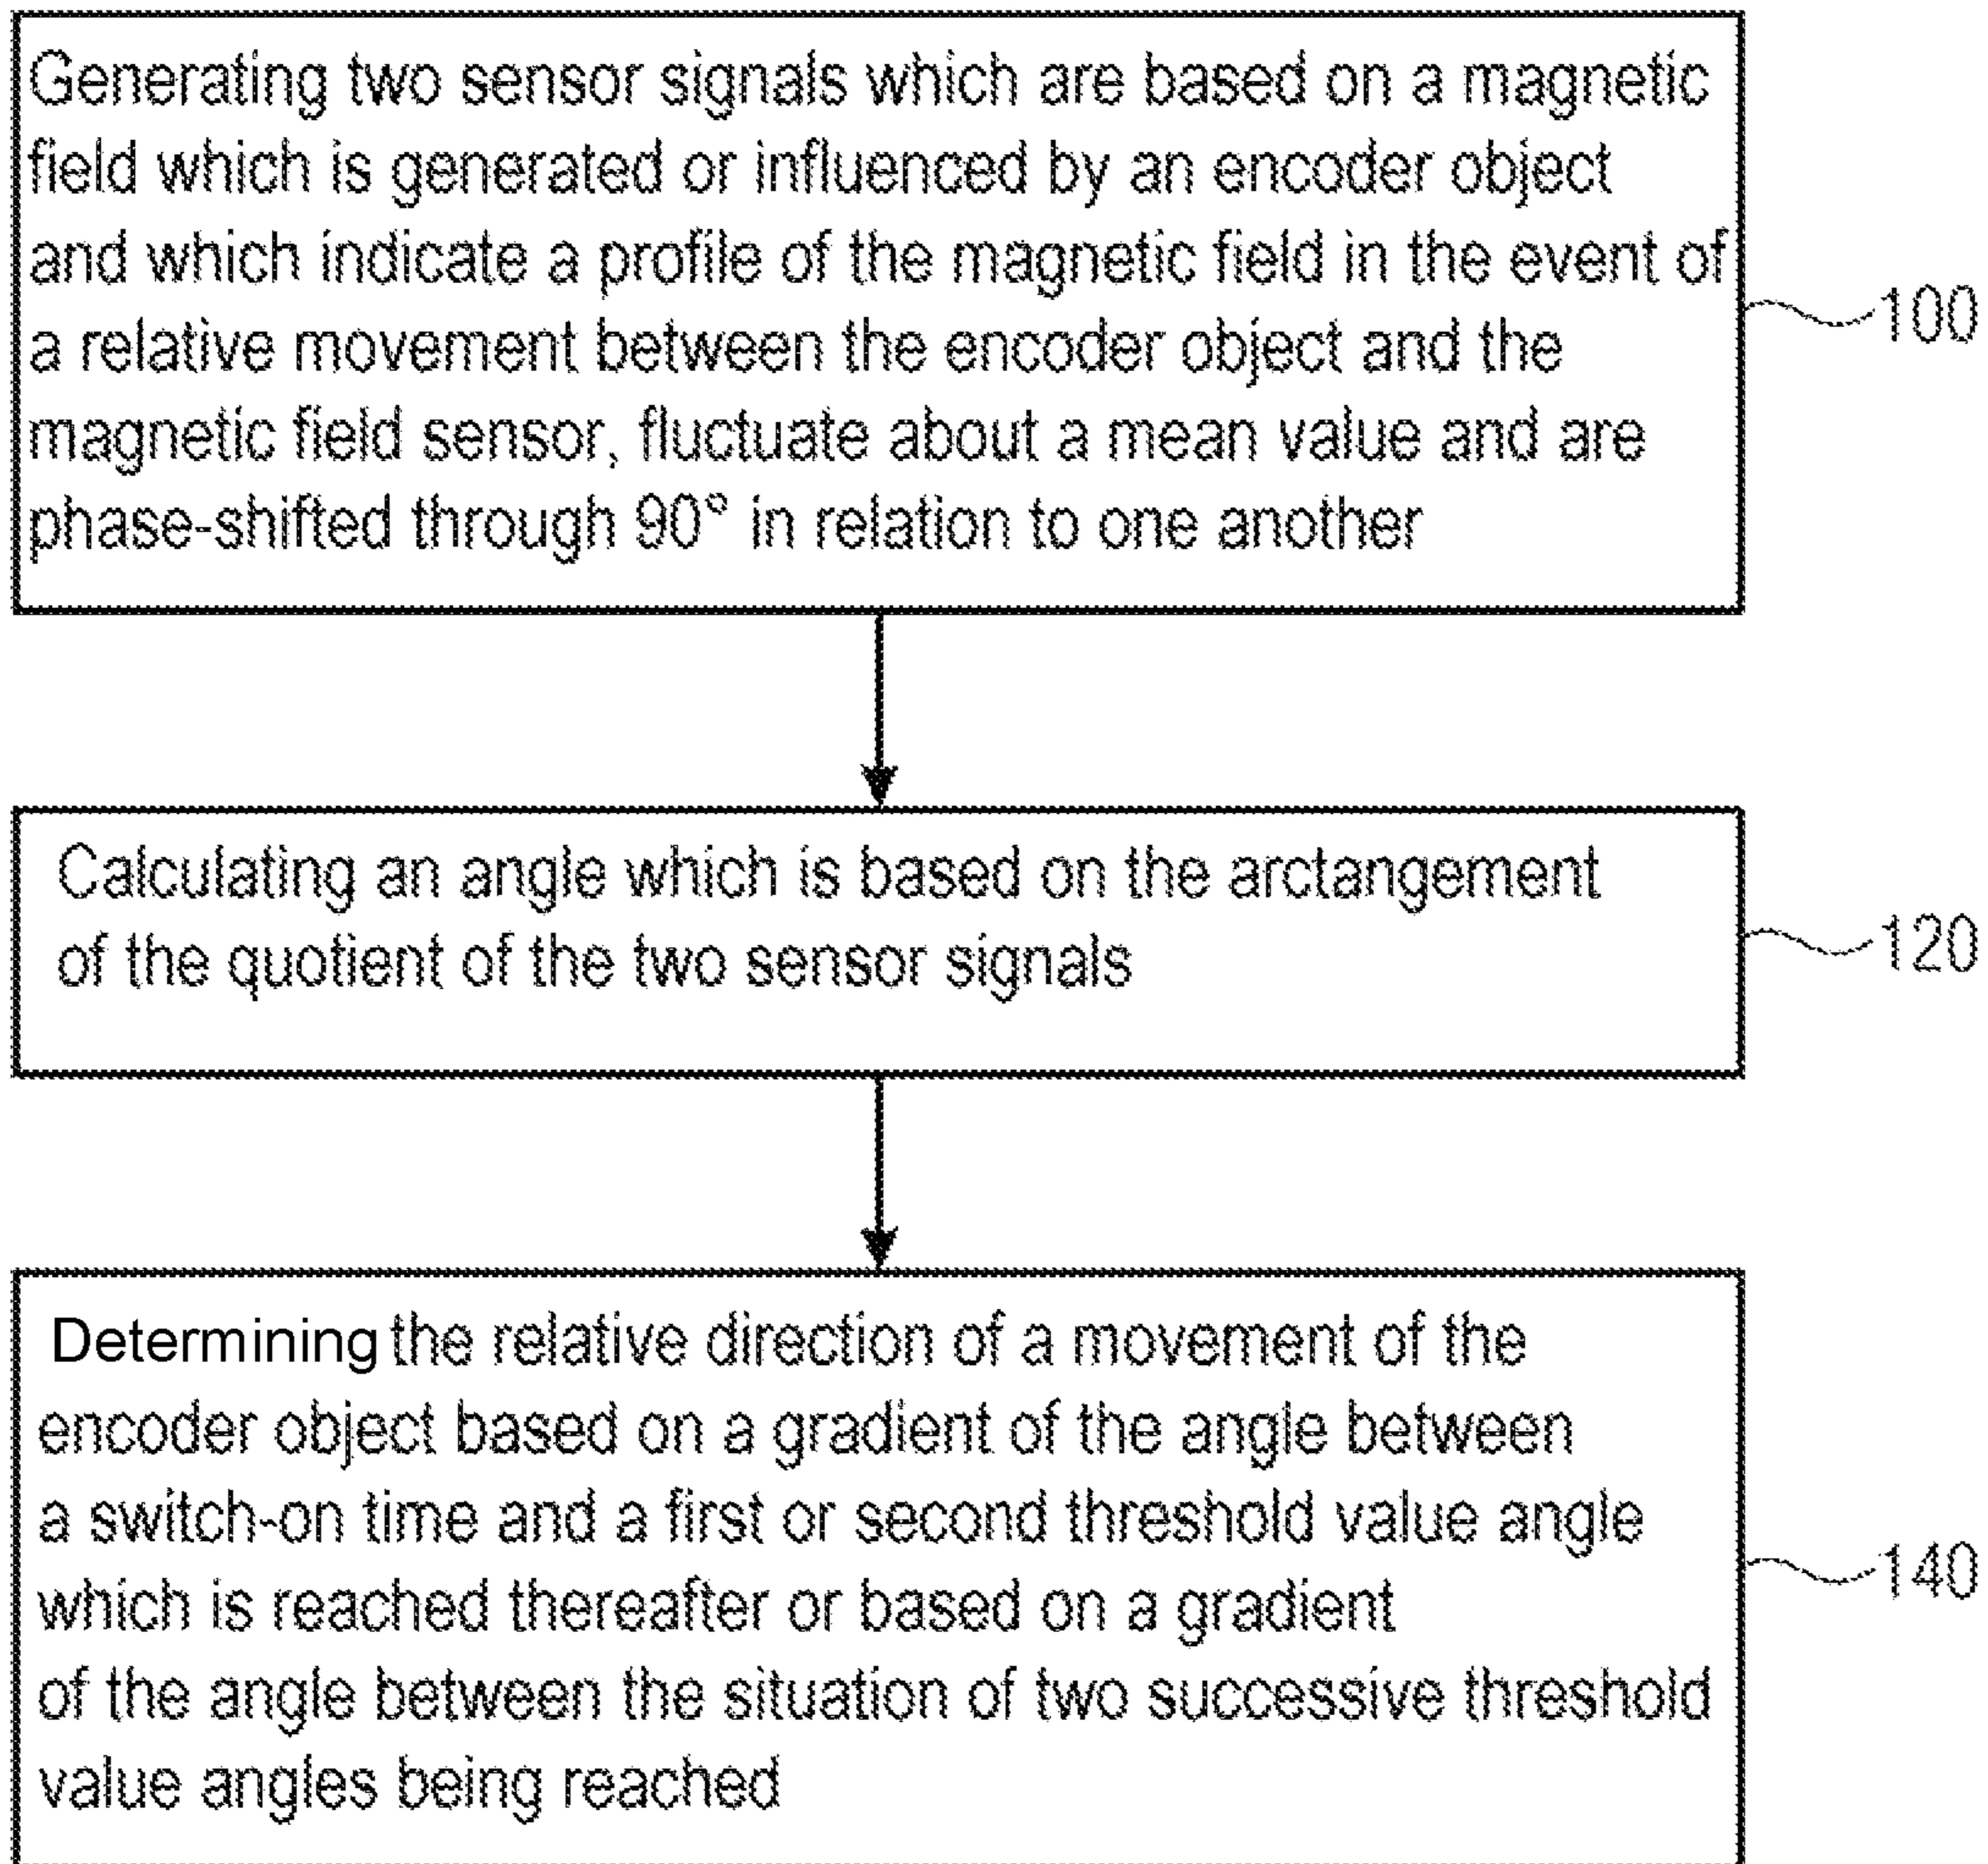 Generating two sensor signals which are based on a magnetic
field which is generated or influenced by an encoder object
and which indicate a profile of the magnetic field in the event of
a relative movement between the encoder object and the
magnetic field sensor, fluctuate about a mean value and are
phase-shifted through 90° in relation to one another
100
Calculating an angle which is based on the arctangement
of the quotient of the two sensor signals
120
Determining the relative direction of a movement of the
encoder object based on a gradient of the angle between
a switch-on time and a first or second threshold value angle
which is reached thereafter or based on a gradient
of the angle between the situation of two successive threshold
value angles being reached
140